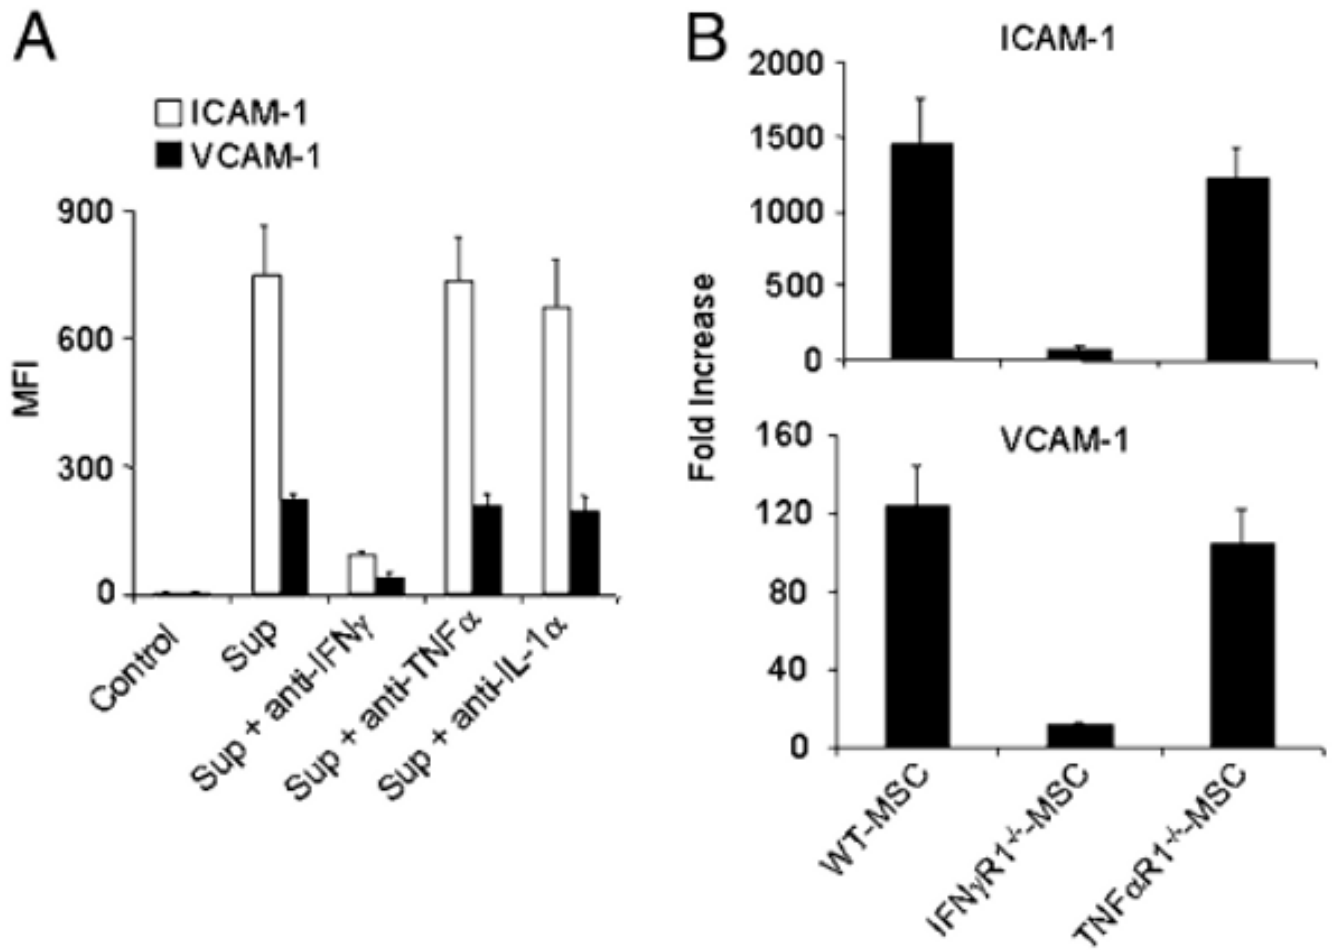 A
ICAM-1
VCAM-1
900
600
300
0
MFI
Control
Sup
Sup + anti-IFNγ
Sup + anti-TNFα
Sup + anti-IL-1α
B
ICAM-1
2000
1500
1000
500
0
Fold Increase
VCAM-1
160
120
80
40
0
WT-MSC
IFNγR1-/--MSC
TNFαR1-/--MSC